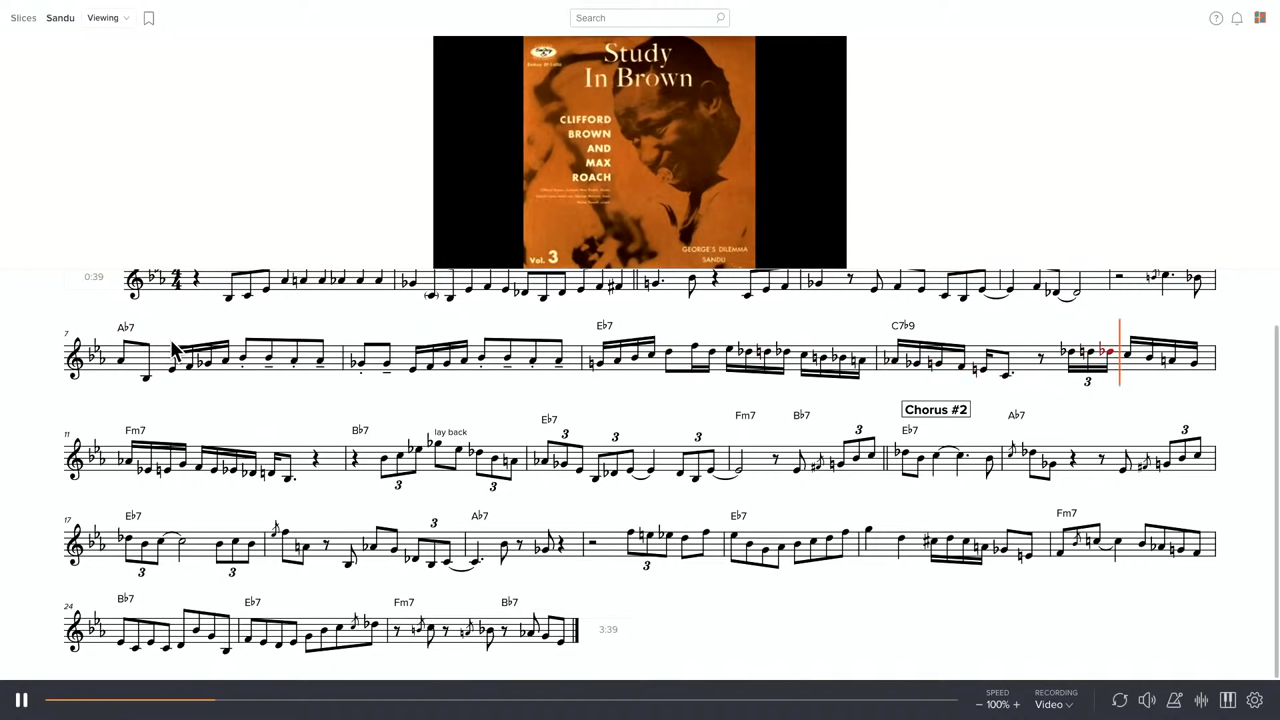 Slices Sandu Viewing Search
Study
In Brown
CLIFFORD
BROWN
AND
MAX
ROACH
Vol. 3
GEORGE'S DILEMMA
SANDU
0:39
7 A♭7 E♭7 C7♭9
3
11 Fm7 B♭7 lay back E♭7 Fm7 B♭7 Chorus #2 E♭7 A♭7
3 3 3 3 3 3 3
17 E♭7 A♭7 E♭7 Fm7
3 3 3 3
24 B♭7 E♭7 Fm7 B♭7
3:39
SPEED RECORDING
− 100% + Video